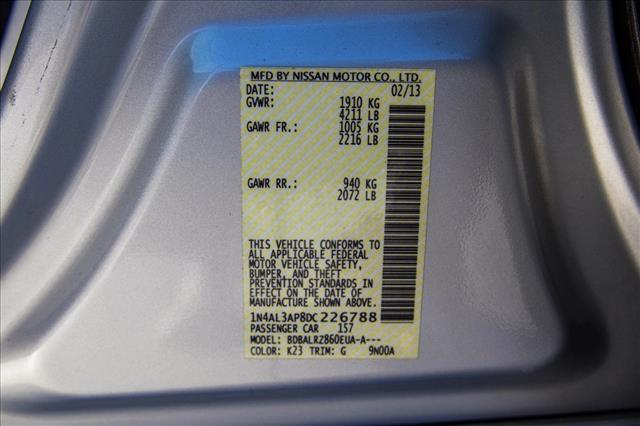 MFD BY NISSAN MOTOR CO., LTD.
DATE: 02/13
GVWR: 1910 KG
4211 LB
GAWR FR.: 1005 KG
2216 LB
GAWR RR.: 940 KG
2072 LB
THIS VEHICLE CONFORMS TO
ALL APPLICABLE FEDERAL
MOTOR VEHICLE SAFETY,
BUMPER, AND THEFT
PREVENTION STANDARDS IN
EFFECT ON THE DATE OF
MANUFACTURE SHOWN ABOVE.
1N4AL3AP8DC226788
PASSENGER CAR 157
MODEL: BDBALRZ860EUA-A---
COLOR: K23 TRIM: G 9N00A